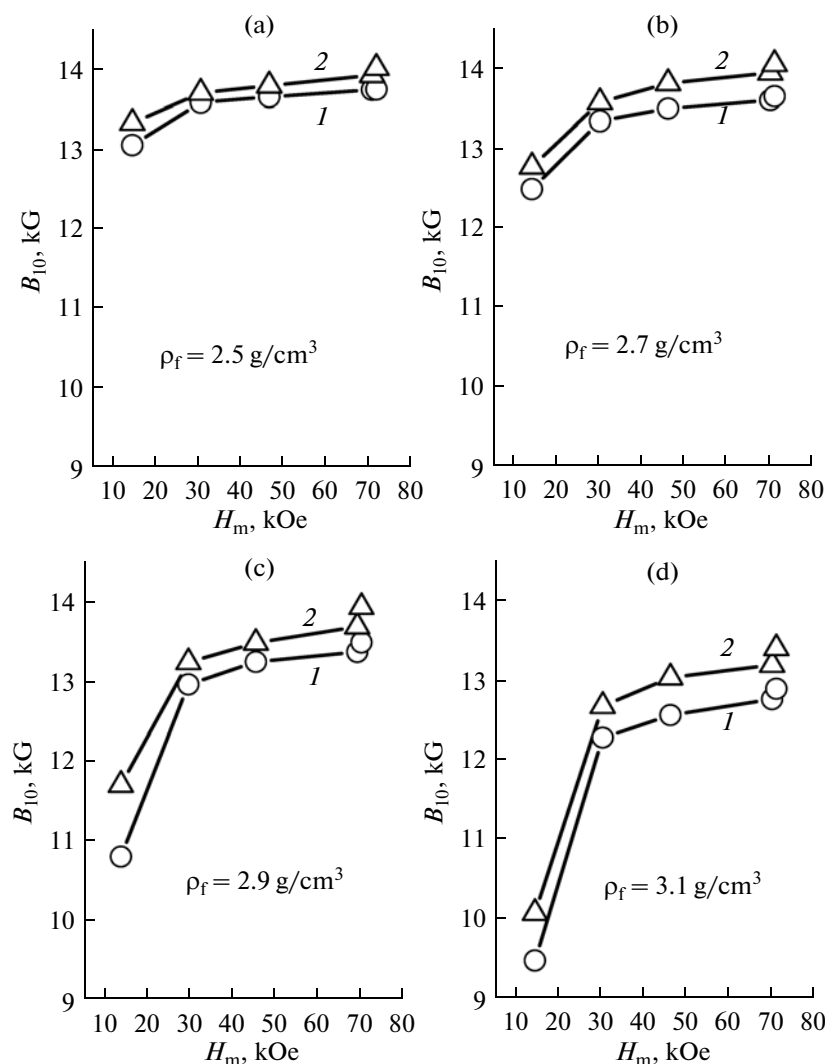 (a)
14
13
12
11
10
9
B₁₀, kG
2
1
ρf = 2.5 g/cm³
10 20 30 40 50 60 70 80
Hm, kOe
(b)
14
13
12
11
10
9
B₁₀, kG
2
1
ρf = 2.7 g/cm³
10 20 30 40 50 60 70 80
Hm, kOe
(c)
14
13
12
11
10
9
B₁₀, kG
2
1
ρf = 2.9 g/cm³
10 20 30 40 50 60 70 80
Hm, kOe
(d)
14
13
12
11
10
9
B₁₀, kG
2
1
ρf = 3.1 g/cm³
10 20 30 40 50 60 70 80
Hm, kOe